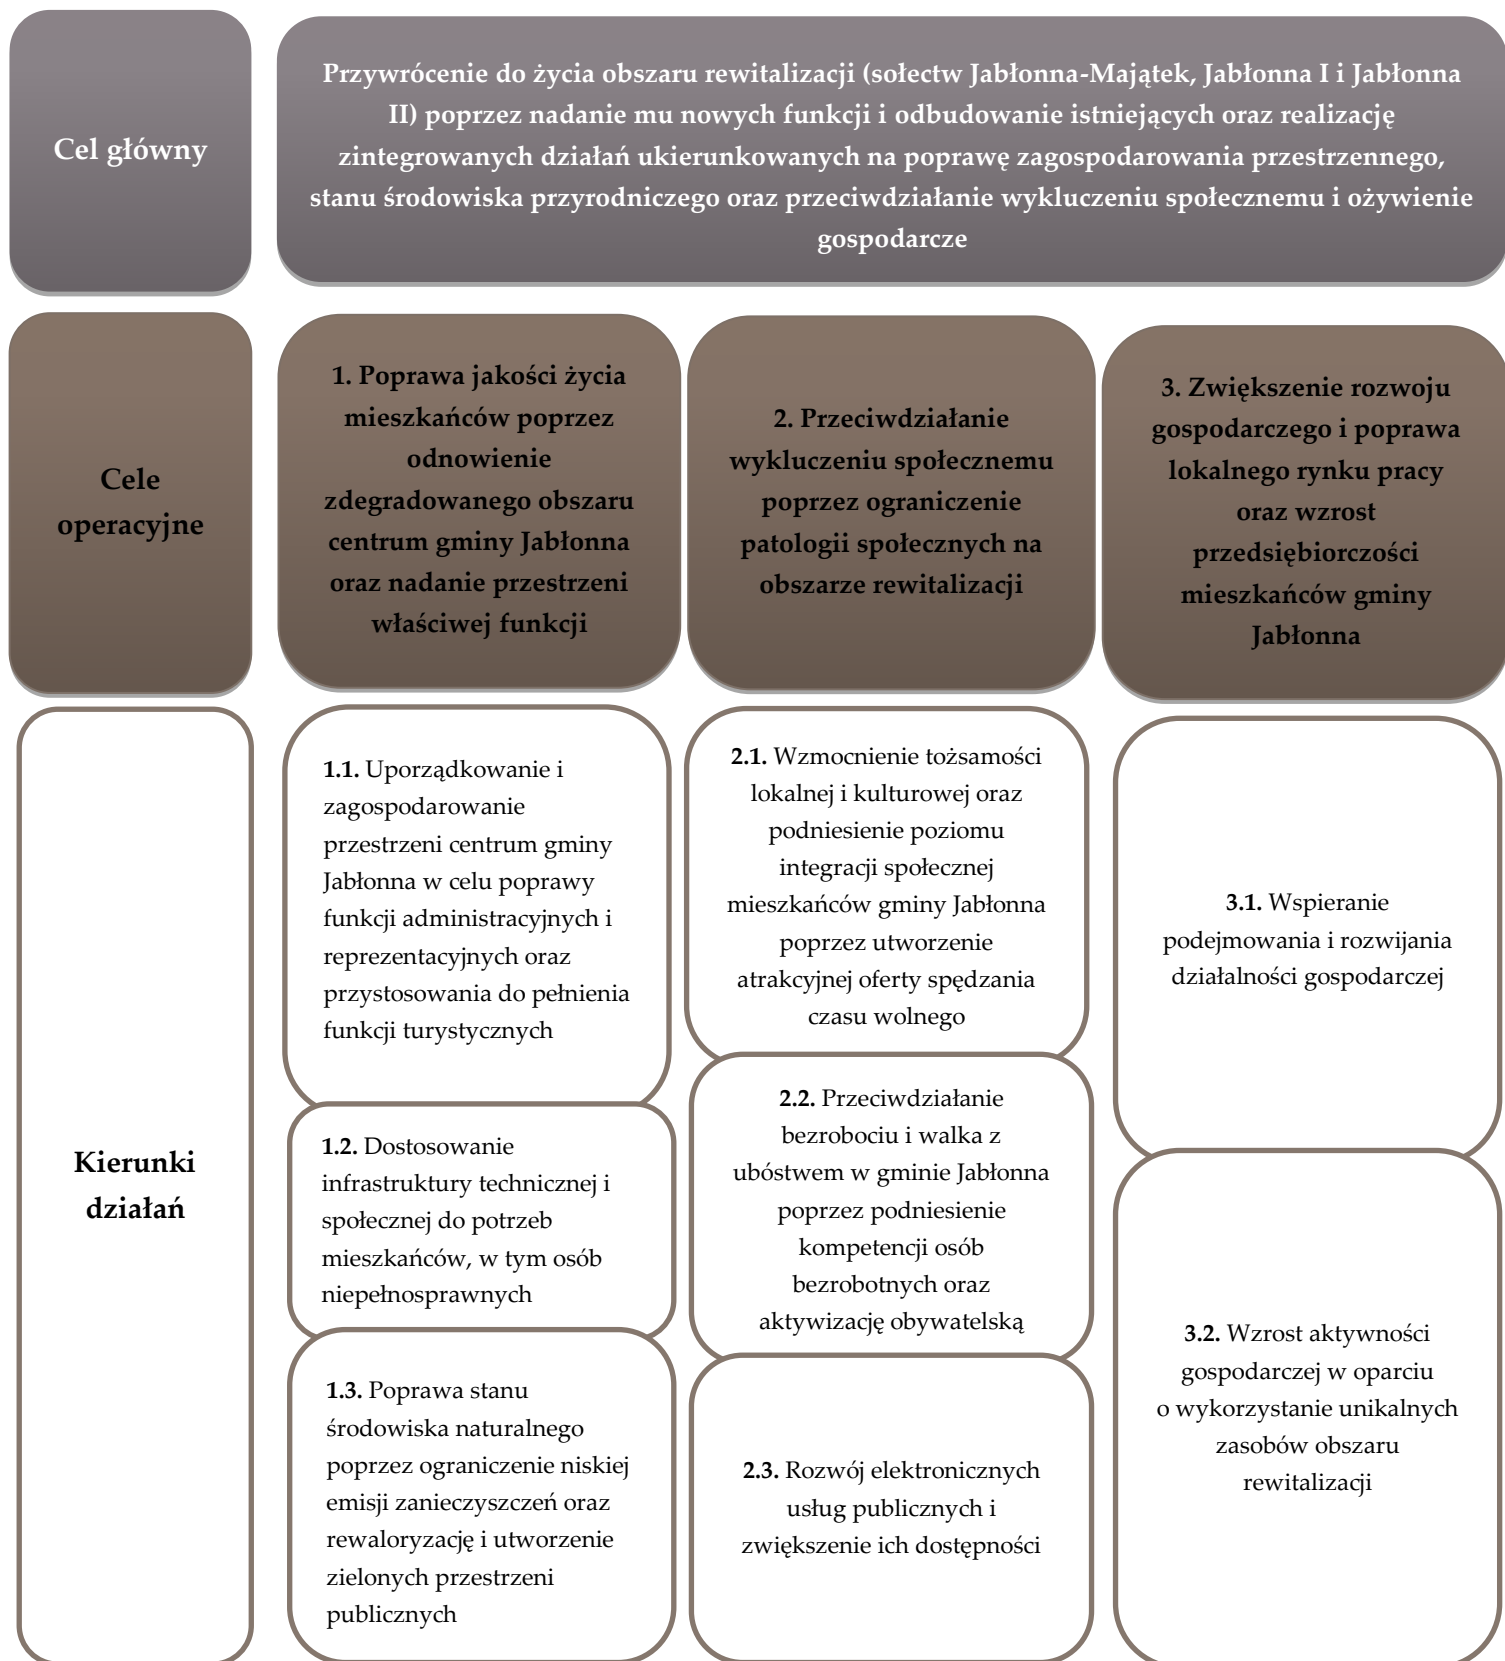 Cel główny
Przywrócenie do życia obszaru rewitalizacji (sołectw Jabłonna-Majątek, Jabłonna I i Jabłonna
II) poprzez nadanie mu nowych funkcji i odbudowanie istniejących oraz realizację
zintegrowanych działań ukierunkowanych na poprawę zagospodarowania przestrzennego,
stanu środowiska przyrodniczego oraz przeciwdziałanie wykluczeniu społecznemu i ożywienie
gospodarcze
Cele
operacyjne
1. Poprawa jakości życia
mieszkańców poprzez
odnowienie
zdegradowanego obszaru
centrum gminy Jabłonna
oraz nadanie przestrzeni
właściwej funkcji
2. Przeciwdziałanie
wykluczeniu społecznemu
poprzez ograniczenie
patologii społecznych na
obszarze rewitalizacji
3. Zwiększenie rozwoju
gospodarczego i poprawa
lokalnego rynku pracy
oraz wzrost
przedsiębiorczości
mieszkańców gminy
Jabłonna
Kierunki
działań
1.1. Uporządkowanie i
zagospodarowanie
przestrzeni centrum gminy
Jabłonna w celu poprawy
funkcji administracyjnych i
reprezentacyjnych oraz
przystosowania do pełnienia
funkcji turystycznych
1.2. Dostosowanie
infrastruktury technicznej i
społecznej do potrzeb
mieszkańców, w tym osób
niepełnosprawnych
1.3. Poprawa stanu
środowiska naturalnego
poprzez ograniczenie niskiej
emisji zanieczyszczeń oraz
rewaloryzację i utworzenie
zielonych przestrzeni
publicznych
2.1. Wzmocnienie tożsamości
lokalnej i kulturowej oraz
podniesienie poziomu
integracji społecznej
mieszkańców gminy Jabłonna
poprzez utworzenie
atrakcyjnej oferty spędzania
czasu wolnego
2.2. Przeciwdziałanie
bezrobociu i walka z
ubóstwem w gminie Jabłonna
poprzez podniesienie
kompetencji osób
bezrobotnych oraz
aktywizację obywatelską
2.3. Rozwój elektronicznych
usług publicznych i
zwiększenie ich dostępności
3.1. Wspieranie
podejmowania i rozwijania
działalności gospodarczej
3.2. Wzrost aktywności
gospodarczej w oparciu
o wykorzystanie unikalnych
zasobów obszaru
rewitalizacji